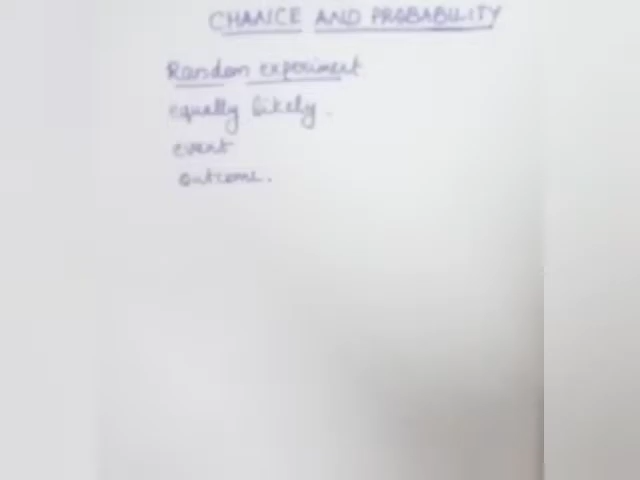 CHANCE AND PROBABILITY
Random experiment
equally likely.
event
outcome.